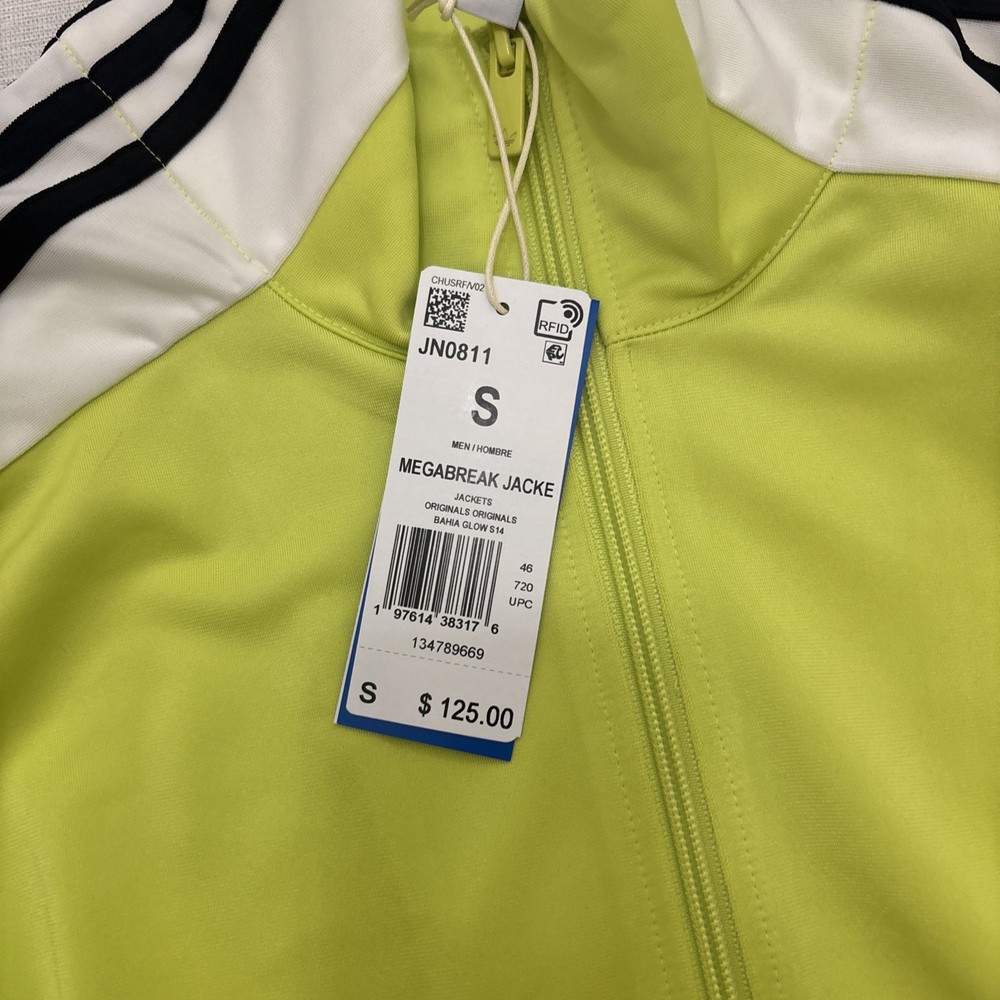 CHUSRF/V02
RFID
JN0811
S
MEN / HOMBRE
MEGABREAK JACKE
JACKETS
ORIGINALS ORIGINALS
BAHIA GLOW S14
46
720
UPC
1 97614 38317 6
134789669
S $ 125.00